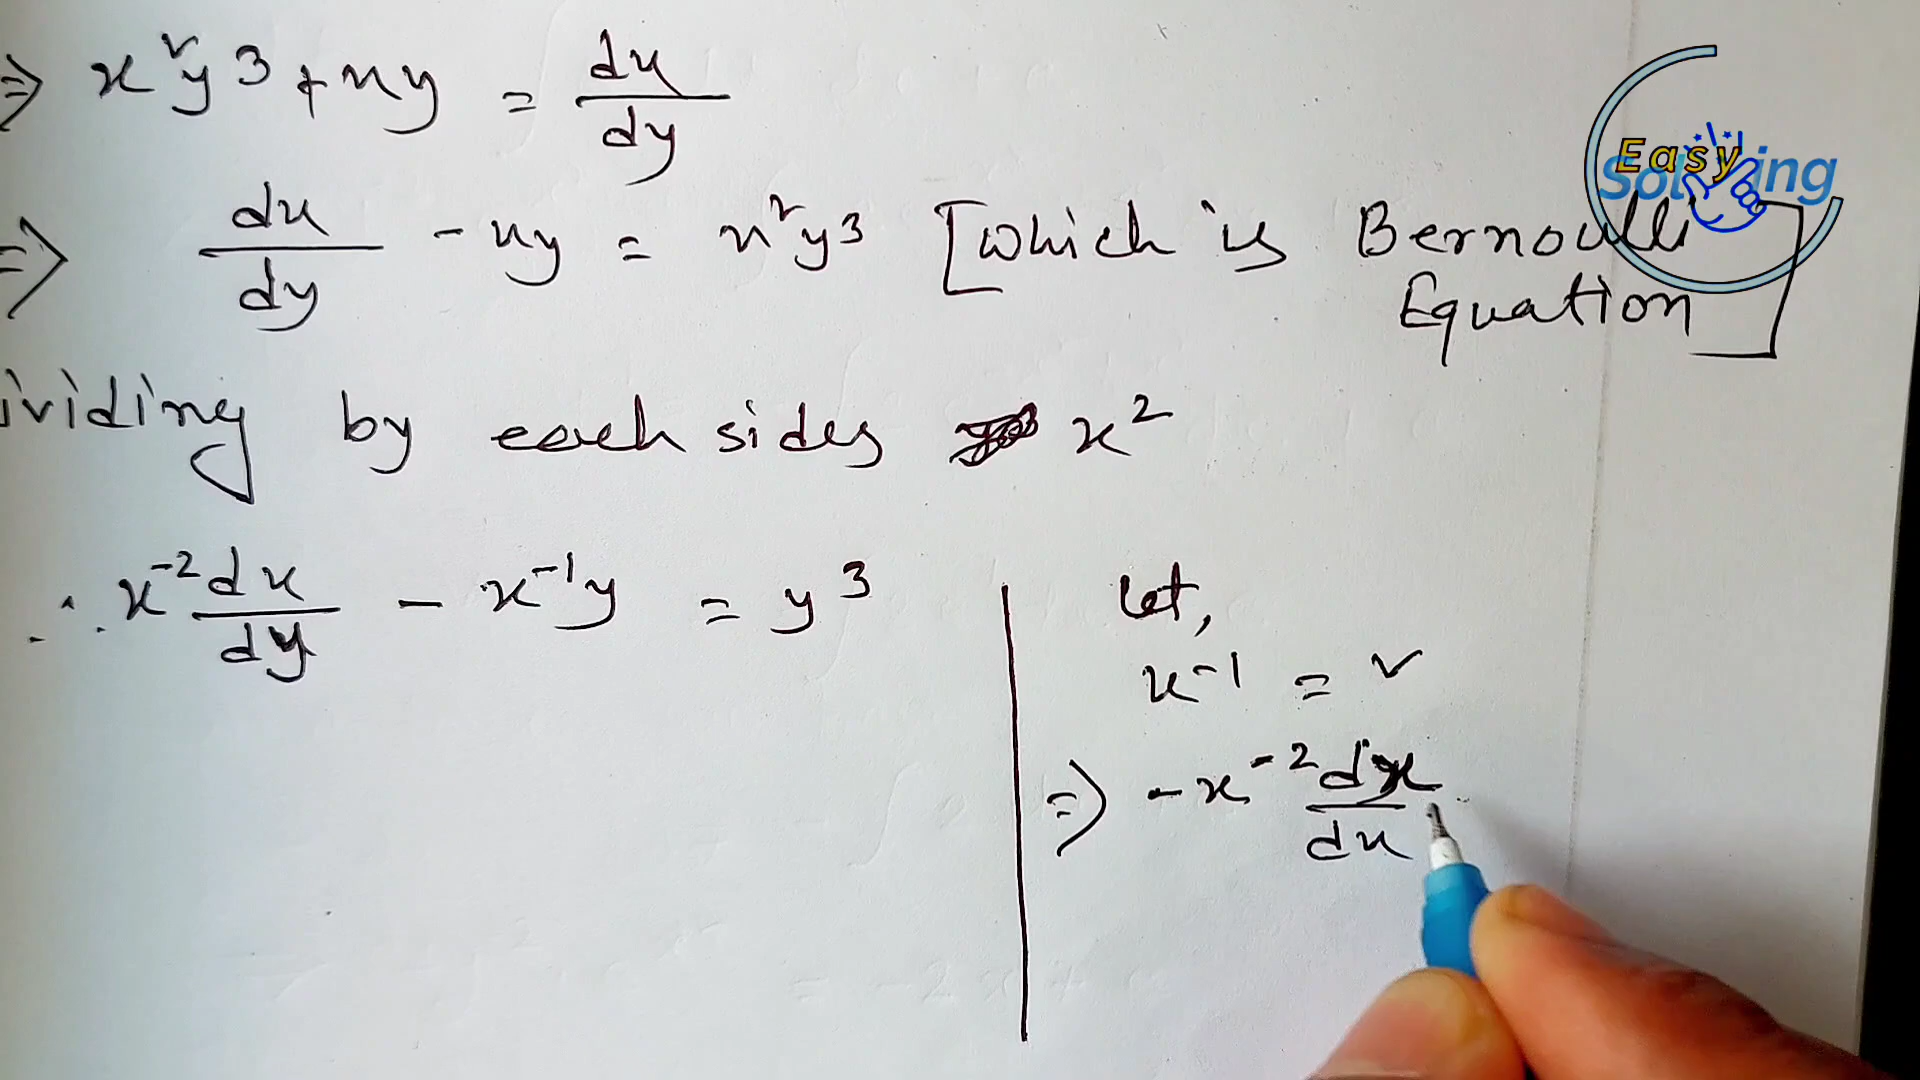 ⇒ x²y³ + xy = dx/dy
⇒ dx/dy - xy = x²y³ [which is Bernoulli
Equation]
ividing by each sides x²
∴ x⁻² dx/dy - x⁻¹y = y³
Let,
x⁻¹ = v
⇒ -x⁻² dx/dx
Easy
Solving